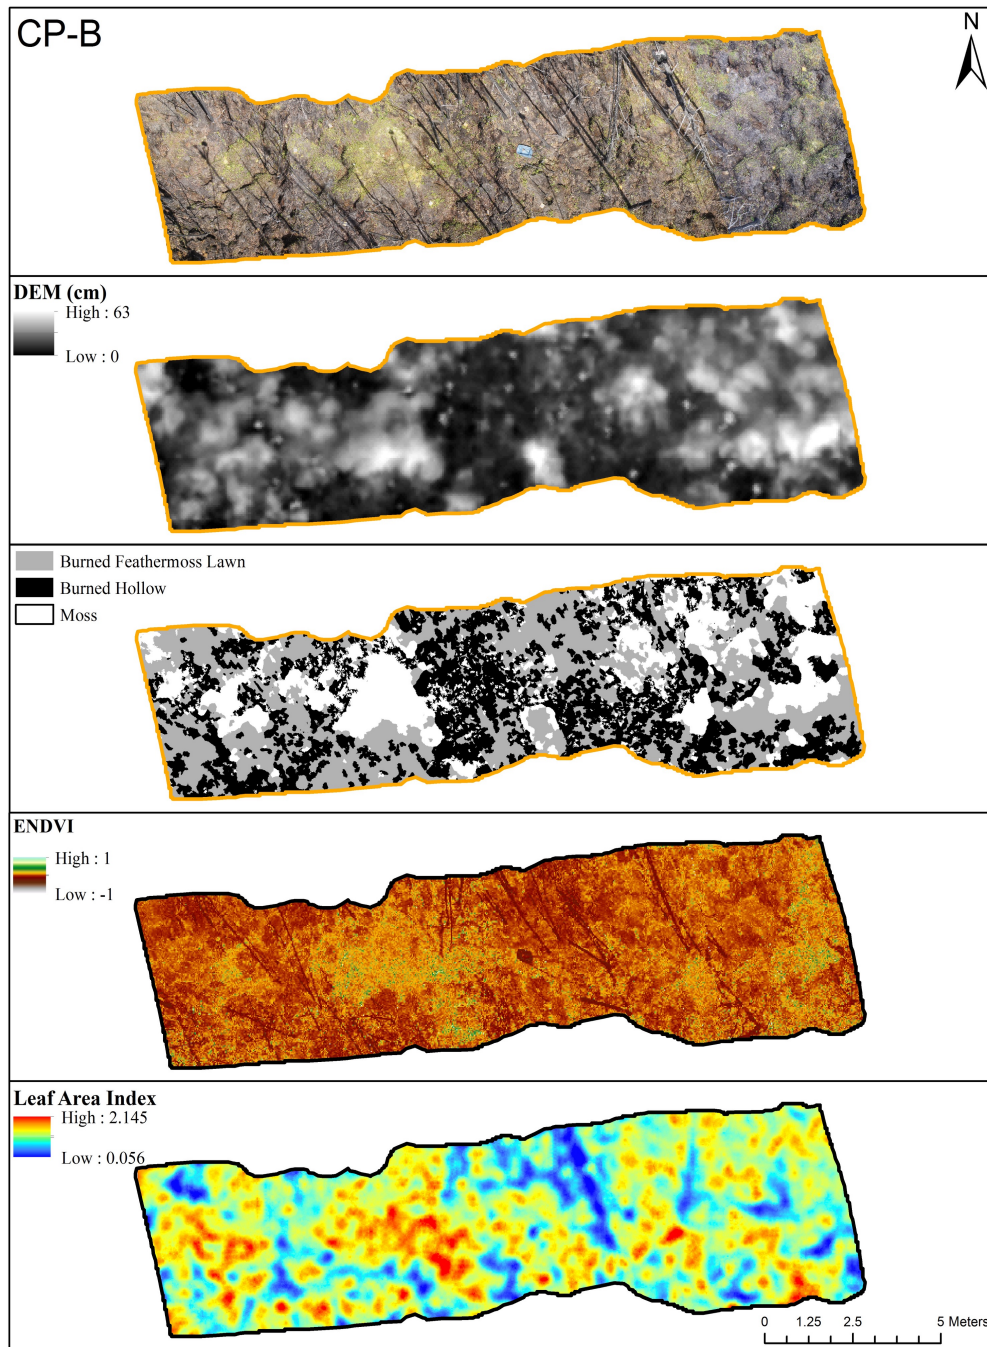 CP-B
N
DEM (cm)
High : 63
Low : 0
Burned Feathermoss Lawn
Burned Hollow
Moss
ENDVI
High : 1
Low : -1
Leaf Area Index
High : 2.145
Low : 0.056
0 1.25 2.5 5 Meters